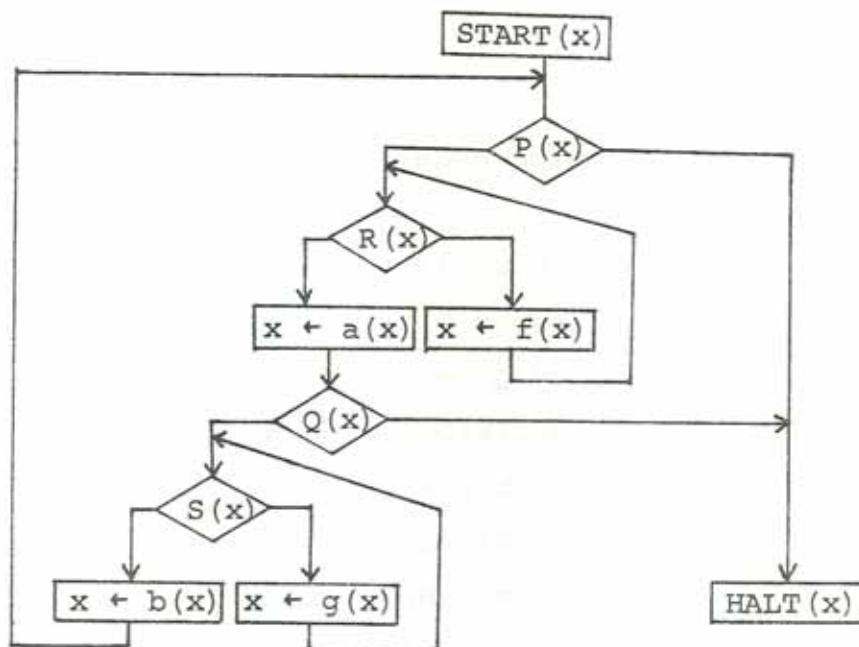 START(x)
P(x)
R(x)
x ← a(x)
x ← f(x)
Q(x)
S(x)
x ← b(x)
x ← g(x)
HALT(x)